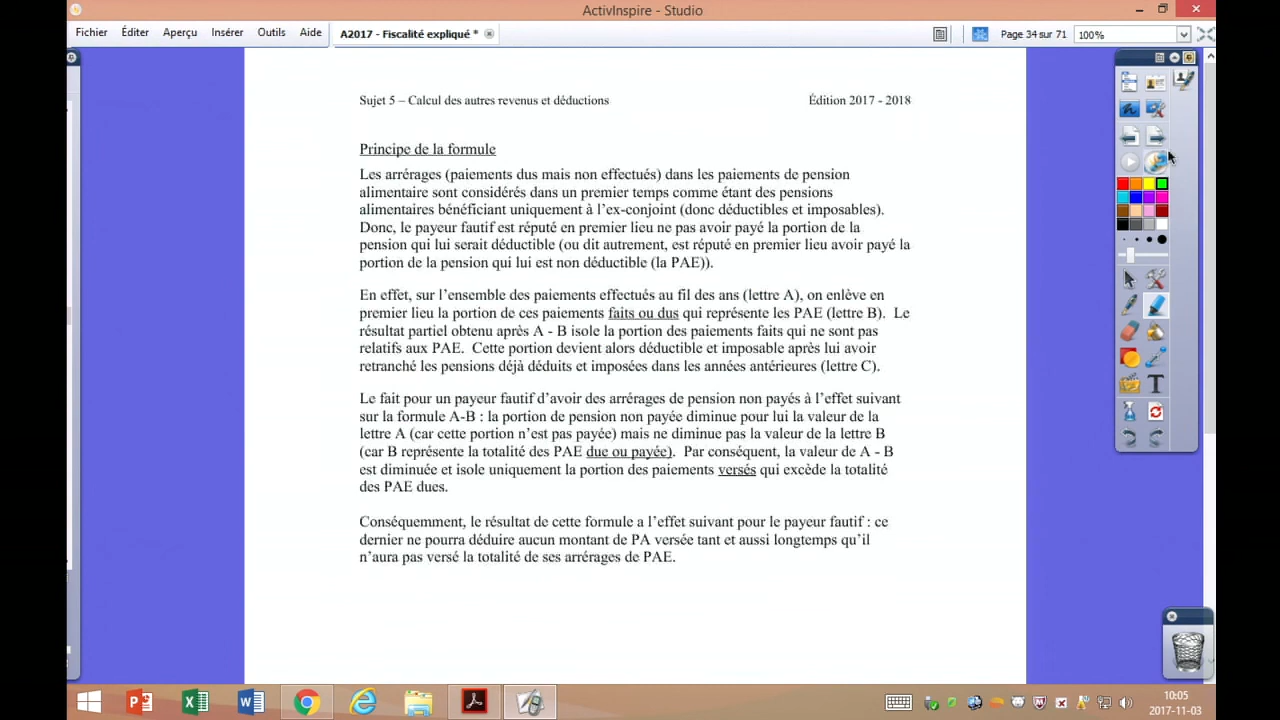 ActivInspire - Studio
Fichier Éditer Aperçu Insérer Outils Aide A2017 - Fiscalité expliqué * Page 34 sur 71 100%
Sujet 5 – Calcul des autres revenus et déductions Édition 2017 - 2018
Principe de la formule
Les arrérages (paiements dus mais non effectués) dans les paiements de pension
alimentaire sont considérés dans un premier temps comme étant des pensions
alimentaires bénéficiant uniquement à l’ex-conjoint (donc déductibles et imposables).
Donc, le payeur fautif est réputé en premier lieu ne pas avoir payé la portion de la
pension qui lui serait déductible (ou dit autrement, est réputé en premier lieu avoir payé la
portion de la pension qui lui est non déductible (la PAE)).
En effet, sur l’ensemble des paiements effectués au fil des ans (lettre A), on enlève en
premier lieu la portion de ces paiements faits ou dus qui représente les PAE (lettre B). Le
résultat partiel obtenu après A - B isole la portion des paiements faits qui ne sont pas
relatifs aux PAE. Cette portion devient alors déductible et imposable après lui avoir
retranché les pensions déjà déduits et imposées dans les années antérieures (lettre C).
Le fait pour un payeur fautif d’avoir des arrérages de pension non payés à l’effet suivant
sur la formule A-B : la portion de pension non payée diminue pour lui la valeur de la
lettre A (car cette portion n’est pas payée) mais ne diminue pas la valeur de la lettre B
(car B représente la totalité des PAE due ou payée). Par conséquent, la valeur de A - B
est diminuée et isole uniquement la portion des paiements versés qui excède la totalité
des PAE dues.
Conséquemment, le résultat de cette formule a l’effet suivant pour le payeur fautif : ce
dernier ne pourra déduire aucun montant de PA versée tant et aussi longtemps qu’il
n’aura pas versé la totalité de ses arrérages de PAE.
10:05
2017-11-03